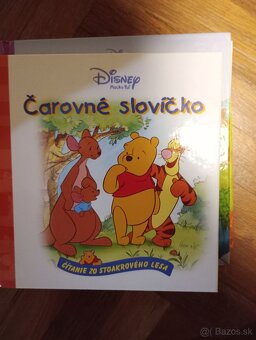 Disney
Macko Pú
Čarovné slovíčko
ČÍTANIE ZO STOAKROVÉHO LESA
Bazos.sk